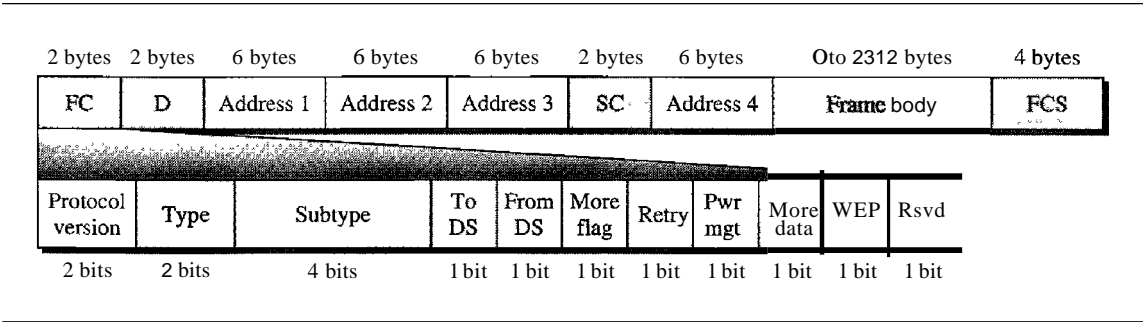 2 bytes 2 bytes 6 bytes 6 bytes 6 bytes 2 bytes 6 bytes 0to 2312 bytes 4 bytes
FC D Address 1 Address 2 Address 3 SC Address 4 Frame body FCS
Protocol version Type Subtype To DS From DS More flag Retry Pwr mgt More data WEP Rsvd
2 bits 2 bits 4 bits 1 bit 1 bit 1 bit 1 bit 1 bit 1 bit 1 bit 1 bit